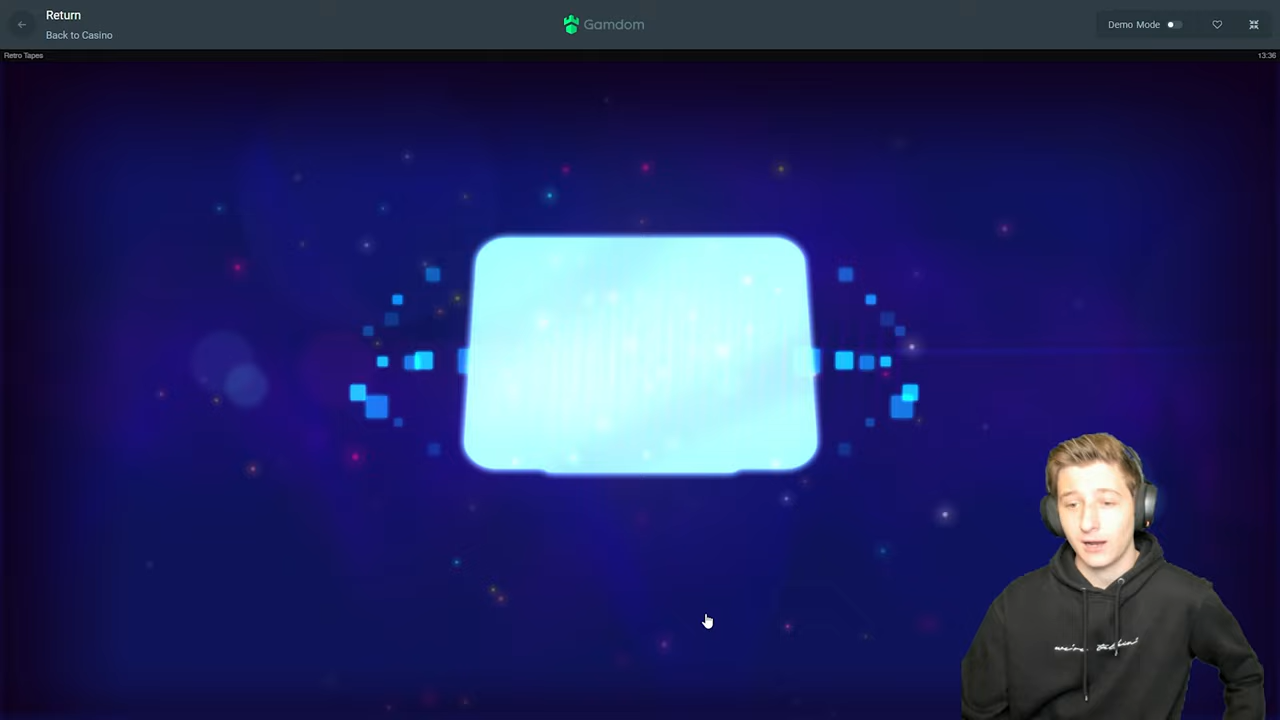 Return
Back to Casino
Gamdom
Demo Mode
Retro Tapes
13:36